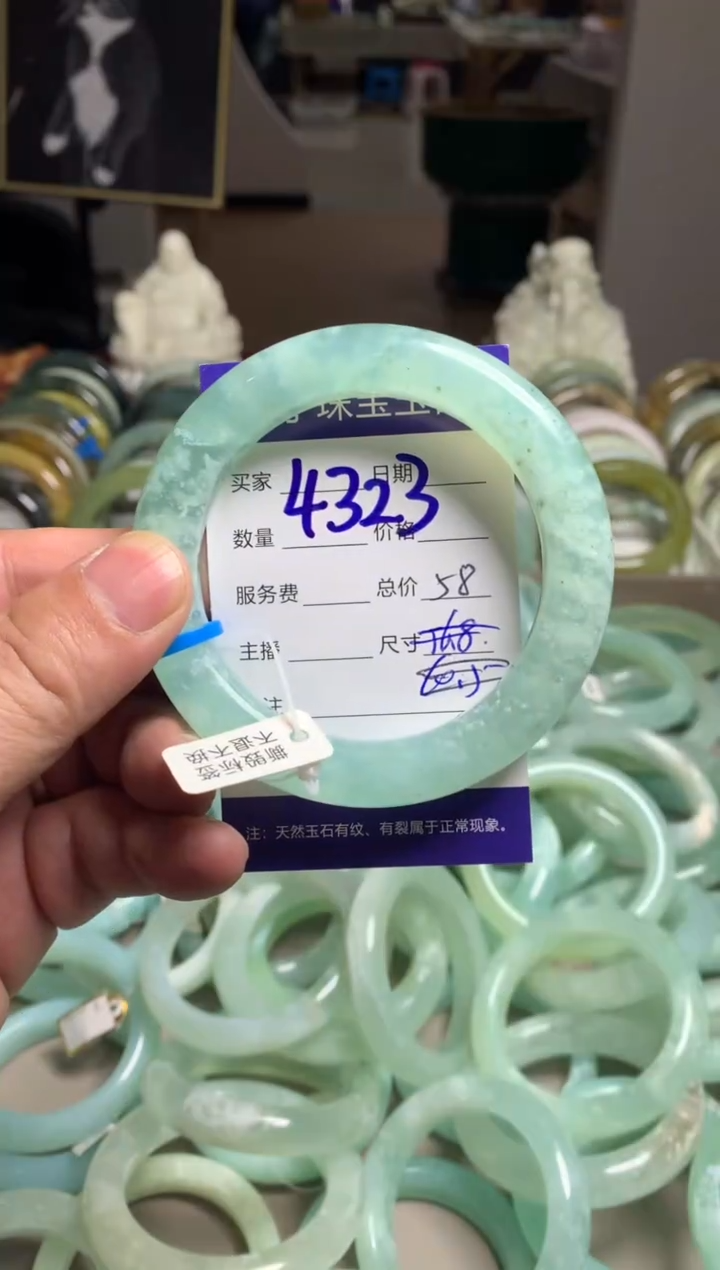 珠宝玉
买家 4323 日期
数量 价格
服务费 总价 58
主播 尺寸 768
60.5
注
撕毁标签
不退不换
注：天然玉石有纹、有裂属于正常现象。